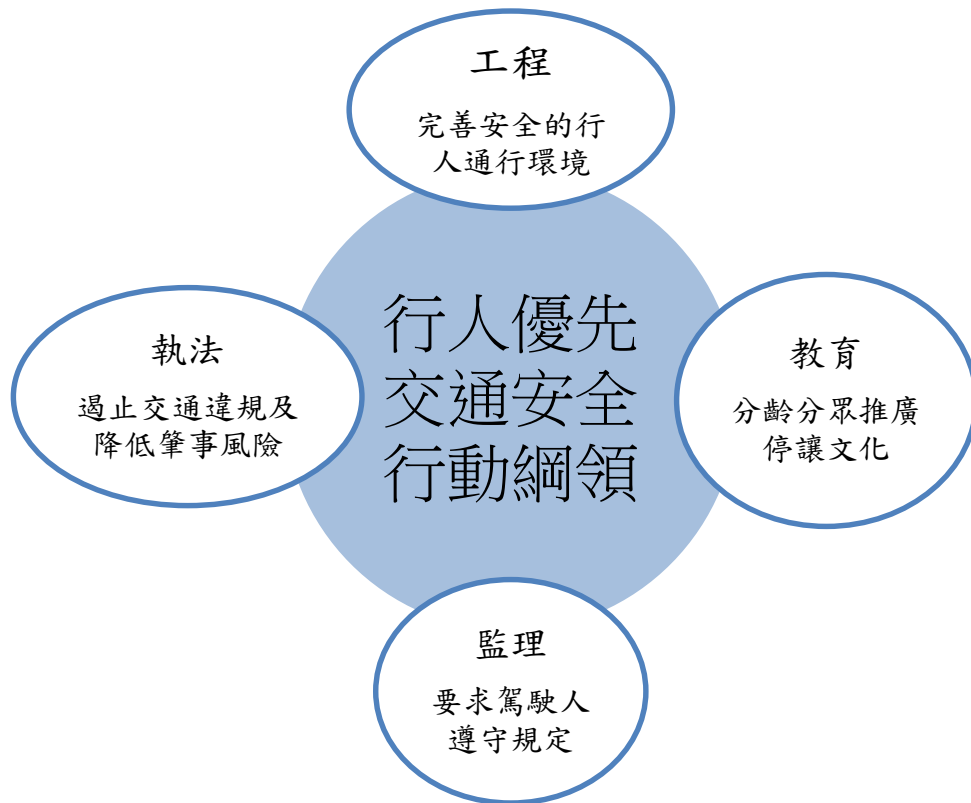 工程
完善安全的行
人通行環境
行人優先
交通安全
行動綱領
執法
遏止交通違規及
降低肇事風險
教育
分齡分眾推廣
停讓文化
監理
要求駕駛人
遵守規定